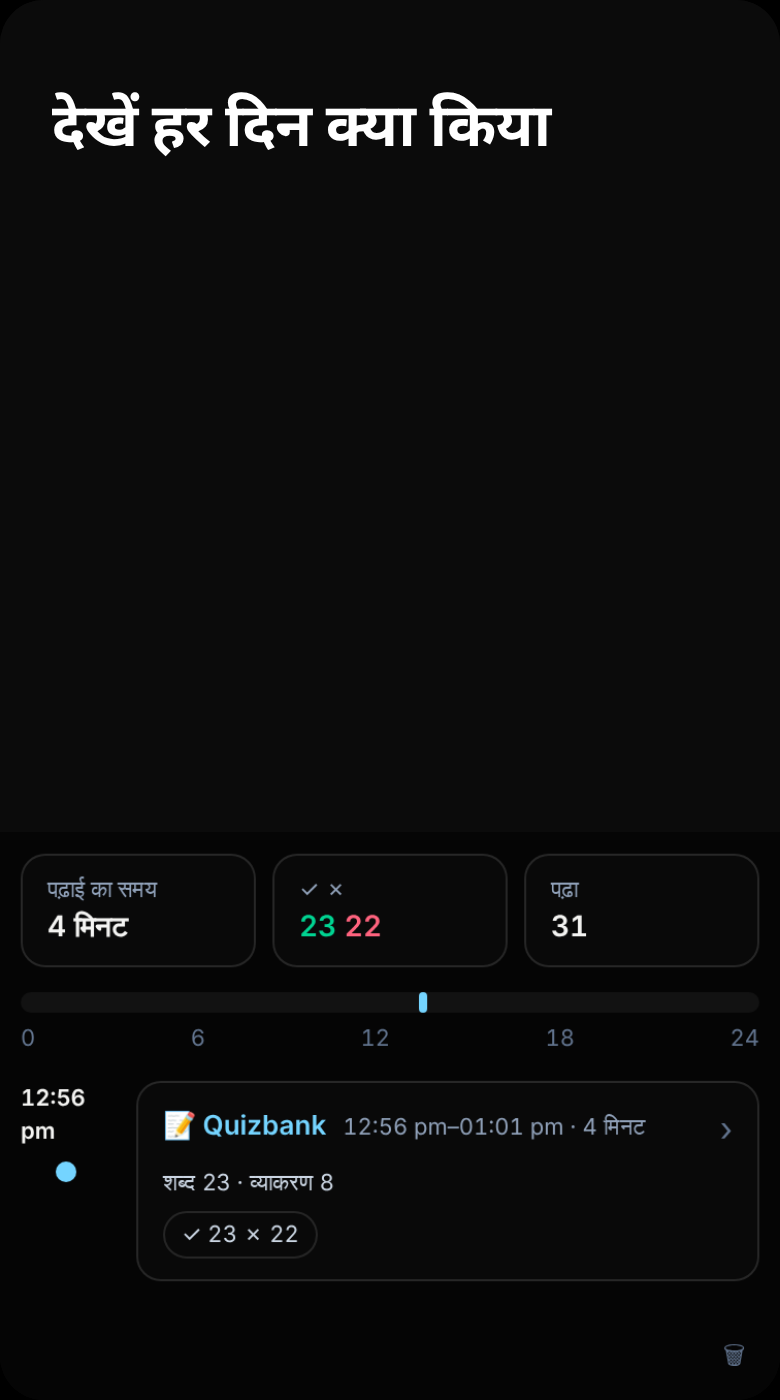 देखें हर दिन क्या किया
पढ़ाई का समय
4 मिनट
✓ ×
23 22
पढ़ा
31
0 6 12 18 24
12:56 pm
📝 Quizbank 12:56 pm–01:01 pm · 4 मिनट ›
शब्द 23 · व्याकरण 8
✓ 23 × 22